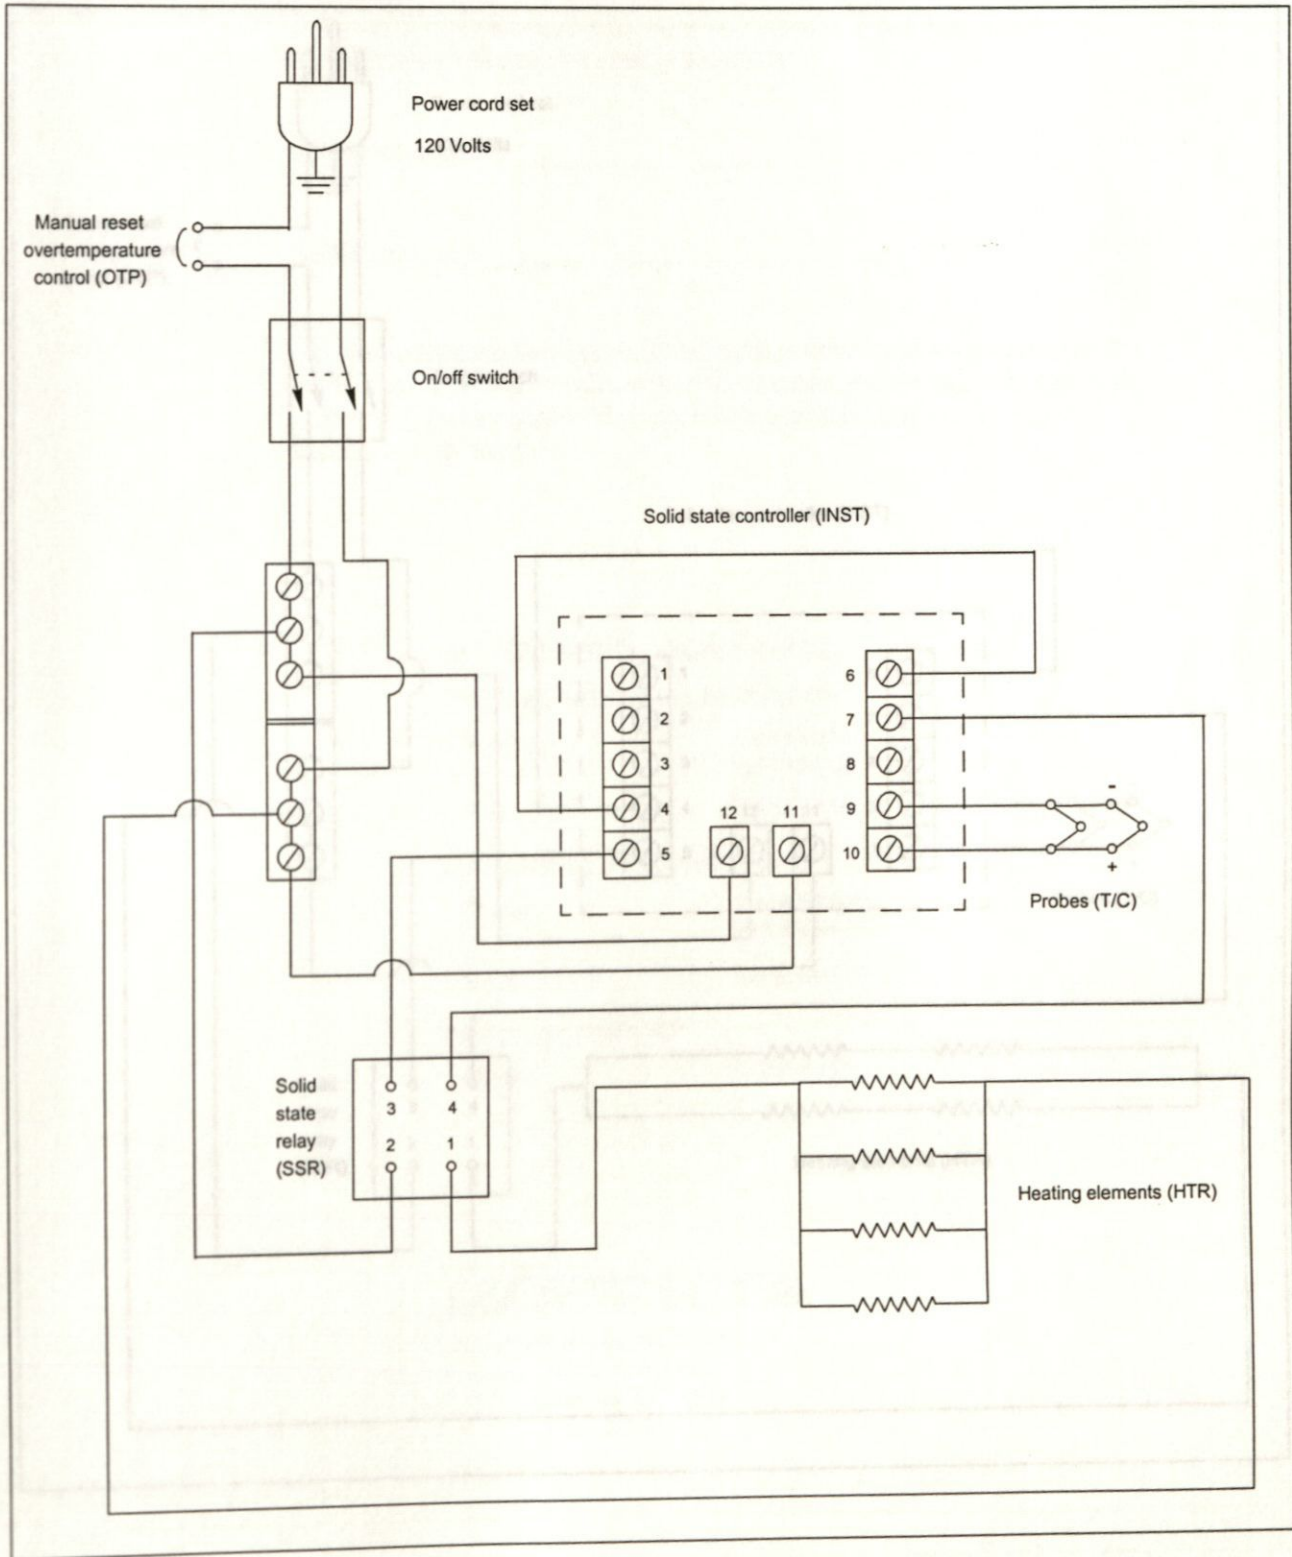 Power cord set
120 Volts
Manual reset
overtemperature
control (OTP)
On/off switch
Solid state controller (INST)
1
2
3
4
5
12
11
6
7
8
9
10
-
+
Probes (T/C)
Solid
state
relay
(SSR)
3
4
2
1
Heating elements (HTR)